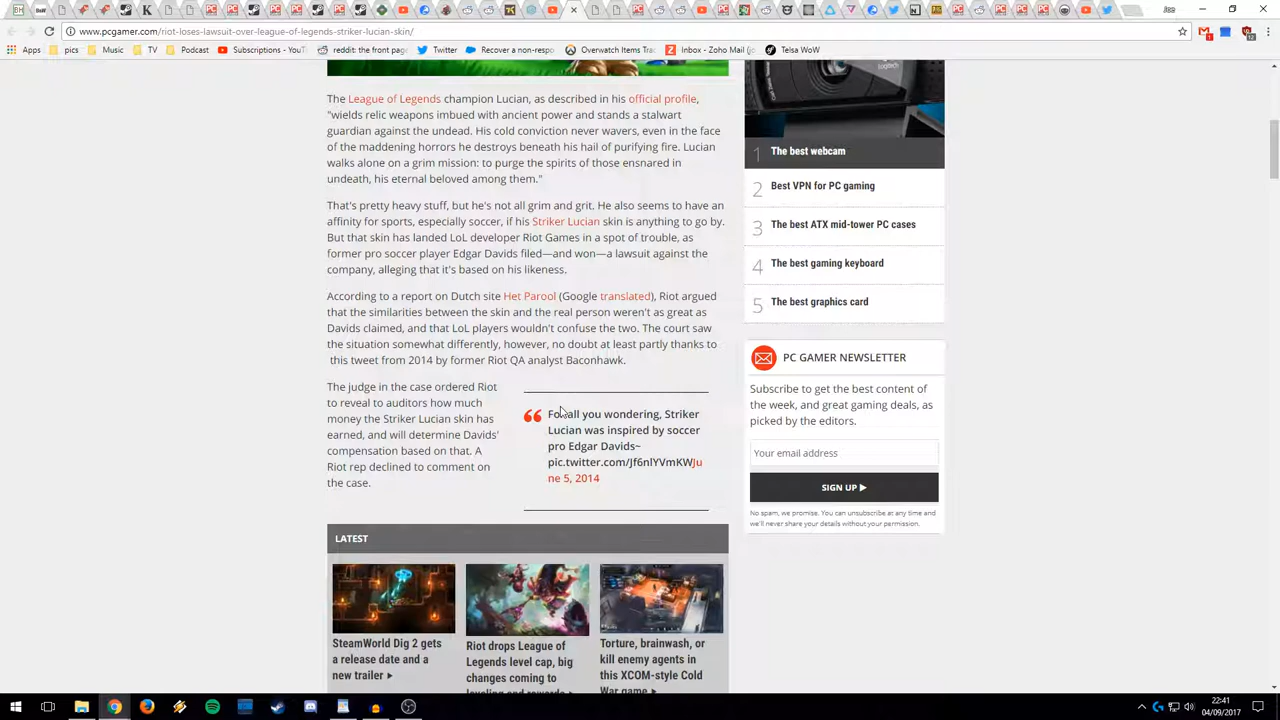 JB
www.pcgamer.com/riot-loses-lawsuit-over-league-of-legends-striker-lucian-skin/
Apps
pics
Music
TV
Podcast
Subscriptions - YouT
reddit: the front page
Twitter
Recover a non-respo
Overwatch Items Trac
Inbox - Zoho Mail (jo
Telsa WoW
The League of Legends champion Lucian, as described in his official profile,
"wields relic weapons imbued with ancient power and stands a stalwart
guardian against the undead. His cold conviction never wavers, even in the face
of the maddening horrors he destroys beneath his hail of purifying fire. Lucian
walks alone on a grim mission: to purge the spirits of those ensnared in
undeath, his eternal beloved among them."
That's pretty heavy stuff, but he's not all grim and grit. He also seems to have an
affinity for sports, especially soccer, if his Striker Lucian skin is anything to go by.
But that skin has landed LoL developer Riot Games in a spot of trouble, as
former pro soccer player Edgar Davids filed—and won—a lawsuit against the
company, alleging that it's based on his likeness.
According to a report on Dutch site Het Parool (Google translated), Riot argued
that the similarities between the skin and the real person weren't as great as
Davids claimed, and that LoL players wouldn't confuse the two. The court saw
the situation somewhat differently, however, no doubt at least partly thanks to
this tweet from 2014 by former Riot QA analyst Baconhawk.
The judge in the case ordered Riot
to reveal to auditors how much
money the Striker Lucian skin has
earned, and will determine Davids'
compensation based on that. A
Riot rep declined to comment on
the case.
For all you wondering, Striker
Lucian was inspired by soccer
pro Edgar Davids~
pic.twitter.com/Jf6nlYVmKWJu
ne 5, 2014
LATEST
SteamWorld Dig 2 gets
a release date and a
new trailer
Riot drops League of
Legends level cap, big
changes coming to
leveling and rewards
Torture, brainwash, or
kill enemy agents in
this XCOM-style Cold
War game
1 The best webcam
2 Best VPN for PC gaming
3 The best ATX mid-tower PC cases
4 The best gaming keyboard
5 The best graphics card
PC GAMER NEWSLETTER
Subscribe to get the best content of
the week, and great gaming deals, as
picked by the editors.
Your email address
SIGN UP
No spam, we promise. You can unsubscribe at any time and
we'll never share your details without your permission.
22:41
04/09/2017